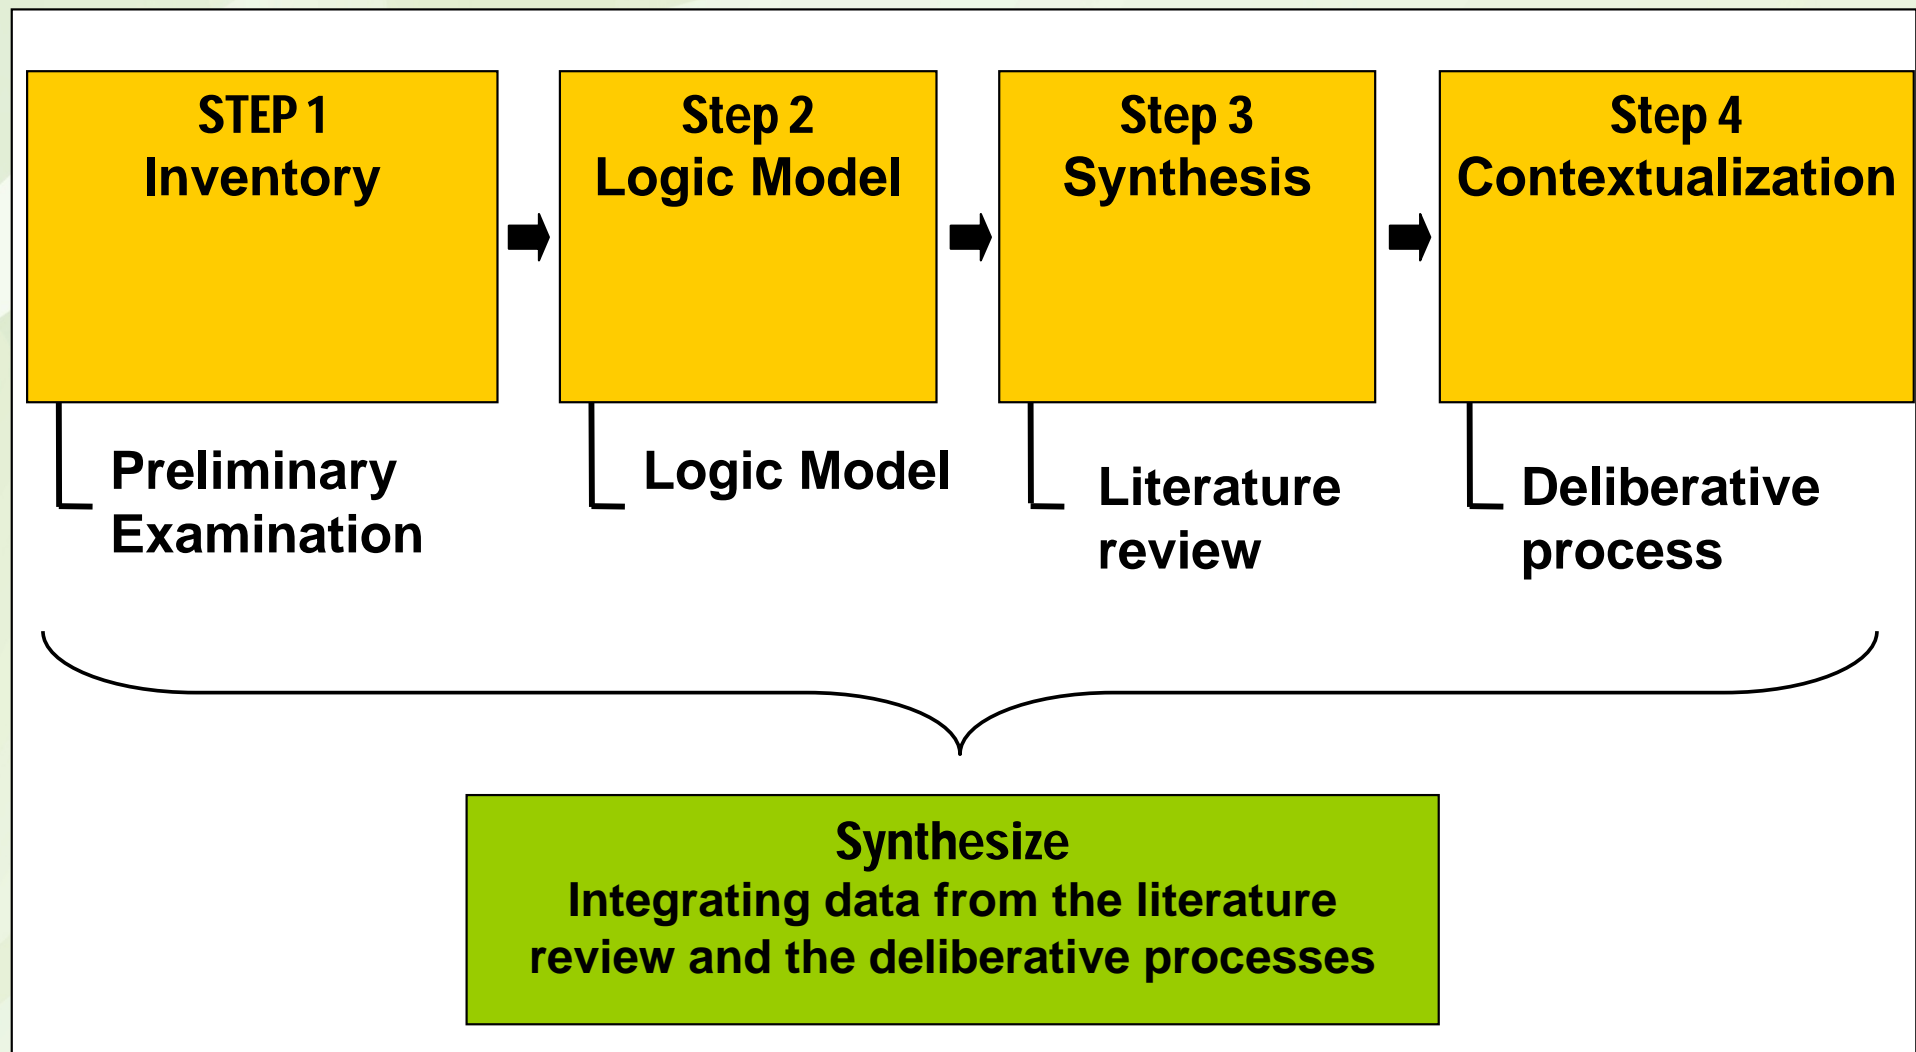 STEP 1
Inventory
Step 2
Logic Model
Step 3
Synthesis
Step 4
Contextualization
Preliminary
Examination
Logic Model
Literature
review
Deliberative
process
Synthesize
Integrating data from the literature
review and the deliberative processes